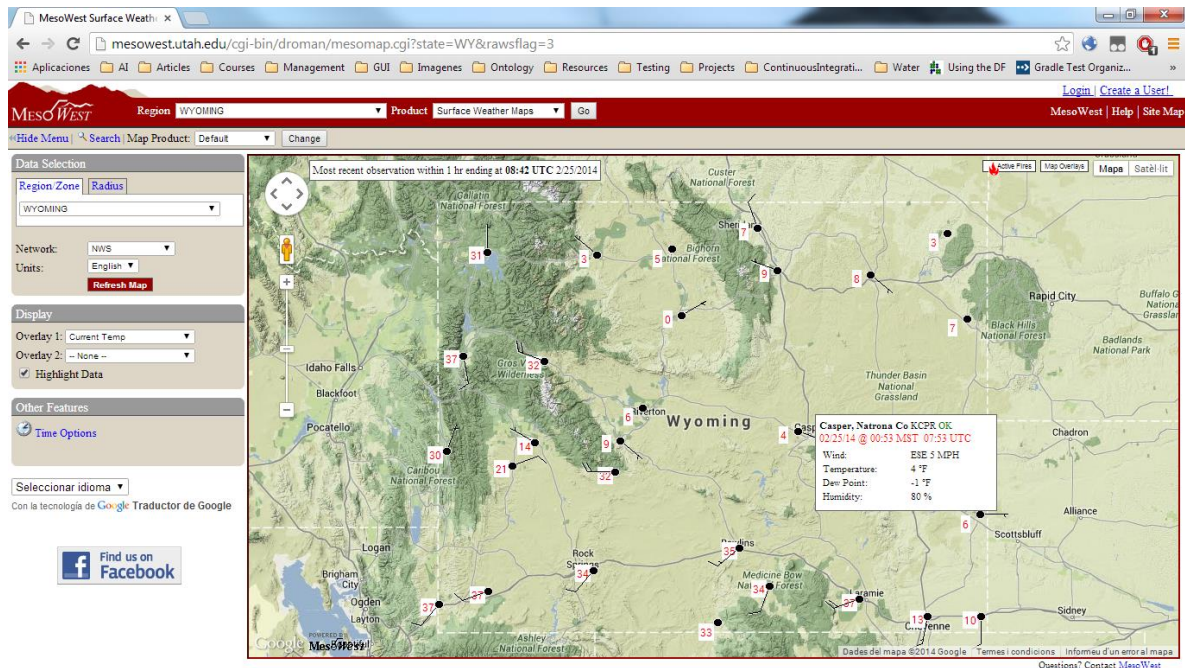 MesoWest Surface Weath
mesowest.utah.edu/cgi-bin/droman/mesomap.cgi?state=WY&rawsflag=3
Aplicaciones AI Articles Courses Management GUI Imagenes Ontology Resources Testing Projects ContinuousIntegrati... Water Using the DF Gradle Test Organiz... »
Login | Create a User!
MESOWEST Region WYOMING Product Surface Weather Maps Go MesoWest | Help | Site Map
«Hide Menu | Search | Map Product: Default Change
Data Selection
Region/Zone Radius
WYOMING
Network: NWS
Units: English
Refresh Map
Display
Overlay 1: Current Temp
Overlay 2: -- None --
Highlight Data
Other Features
Time Options
Seleccionar idioma
Con la tecnología de Google Traductor de Google
Find us on
Facebook
Most recent observation within 1 hr ending at 08:42 UTC 2/25/2014
Active Fires Map Overlays Mapa Satèl·lit
Custer
National Forest
Gallatin
National Forest
7
3
31
3
5
Bighorn
National Forest
9
8
Rapid City
Buffalo G
Nationa
Grasslan
0
7
Black Hills
National Forest
Badlands
National Park
37
32
Idaho Falls
Thunder Basin
National
Grassland
Blackfoot
6
Wyoming
Pocatello
14
9
4
Chadron
Casper, Natrona Co KCPR OK
02/25/14 @ 00:53 MST 07:53 UTC
Wind: ESE 5 MPH
Temperature: 4 °F
Dew Point: -1 °F
Humidity: 80 %
30
21
32
Caribou
National Forest
Alliance
6
Scottsbluff
Logan
Rock
34
35
Brigham
City
Medicine Bow
34
37
Ogden
37
37
Layton
13
10
Sidney
33
Ashley
National Forest
Google POWERED BY MesoWest
Dades del mapa ©2014 Google Termes i condicions Informeu d'un error al mapa
Questions? Contact MesoWest